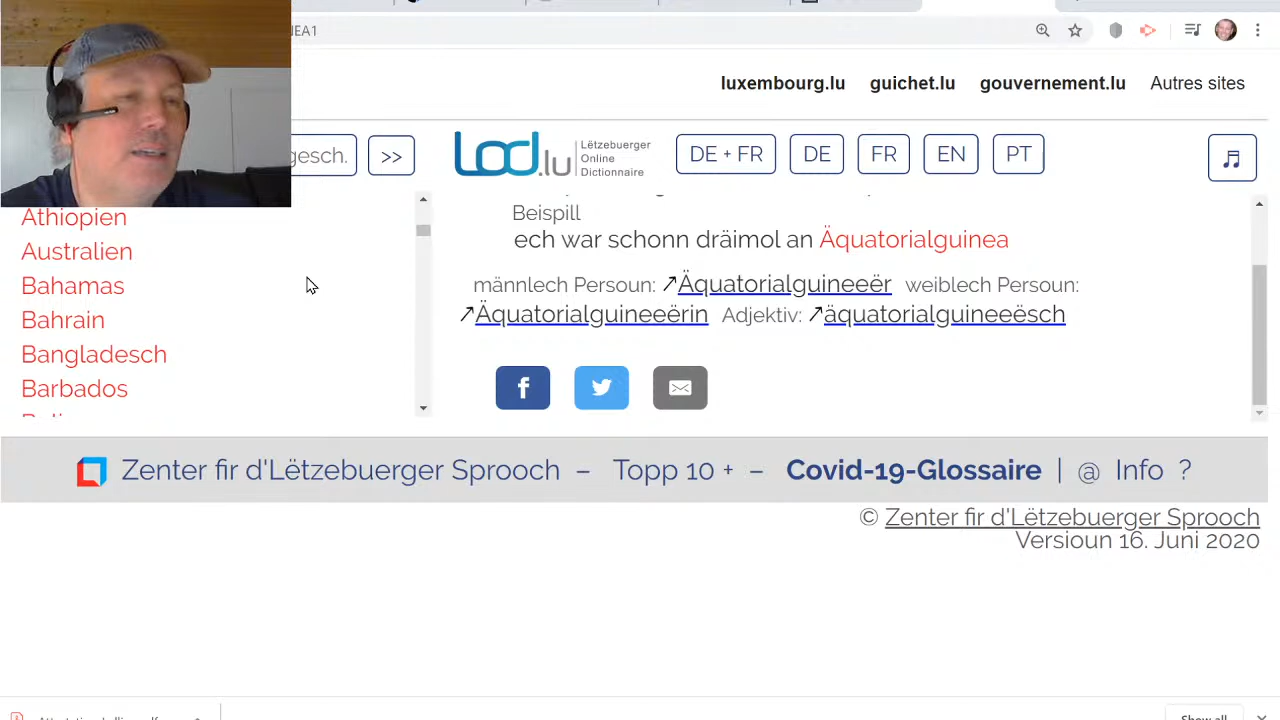 JEA1
luxembourg.lu guichet.lu gouvernement.lu Autres sites
gesch. >> LOD.lu Lëtzebuerger Online Dictionnaire DE + FR DE FR EN PT
Äthiopien
Australien
Bahamas
Bahrain
Bangladesch
Barbados
Beispill
ech war schonn dräimol an Äquatorialguinea
männlech Persoun: ↗Äquatorialguineeër weiblech Persoun:
↗Äquatorialguineeërin Adjektiv: ↗äquatorialguineeësch
Zenter fir d'Lëtzebuerger Sprooch – Topp 10 + – Covid-19-Glossaire | @ Info ?
© Zenter fir d'Lëtzebuerger Sprooch
Versioun 16. Juni 2020
Show all